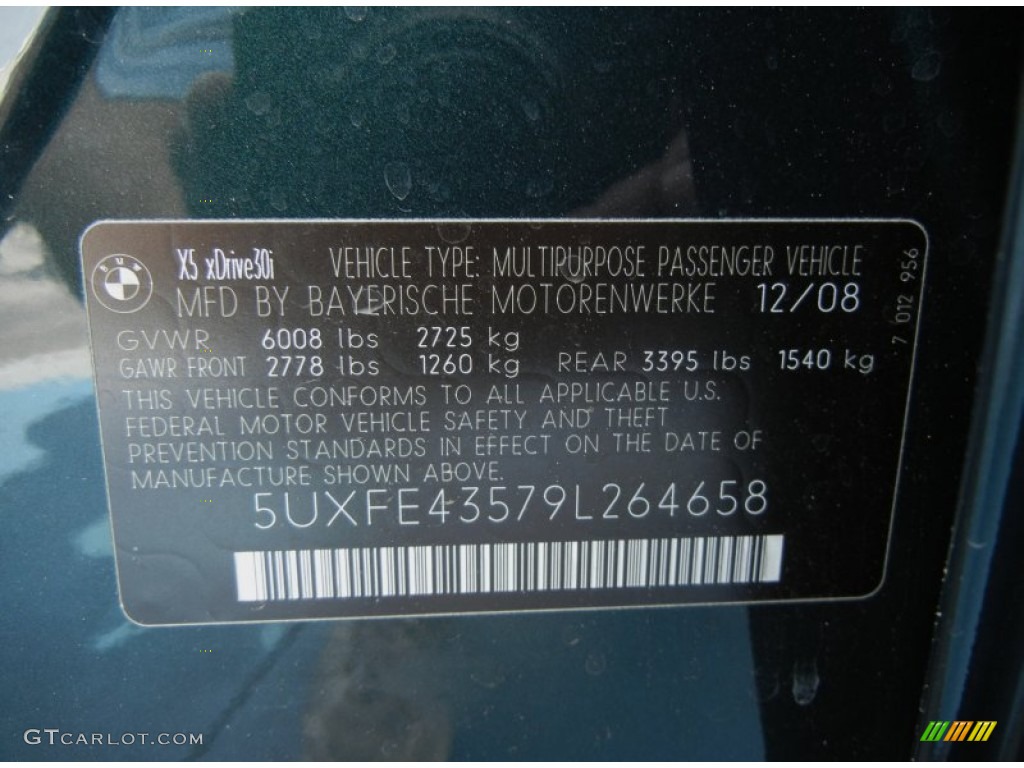 X5 xDrive30i VEHICLE TYPE: MULTIPURPOSE PASSENGER VEHICLE
MFD BY BAYERISCHE MOTORENWERKE 12/08
GVWR 6008 lbs 2725 kg
GAWR FRONT 2778 lbs 1260 kg REAR 3395 lbs 1540 kg
THIS VEHICLE CONFORMS TO ALL APPLICABLE U.S.
FEDERAL MOTOR VEHICLE SAFETY AND THEFT
PREVENTION STANDARDS IN EFFECT ON THE DATE OF
MANUFACTURE SHOWN ABOVE.
5UXFE43579L264658
7 012 956
BMW
GTCARLOT.COM